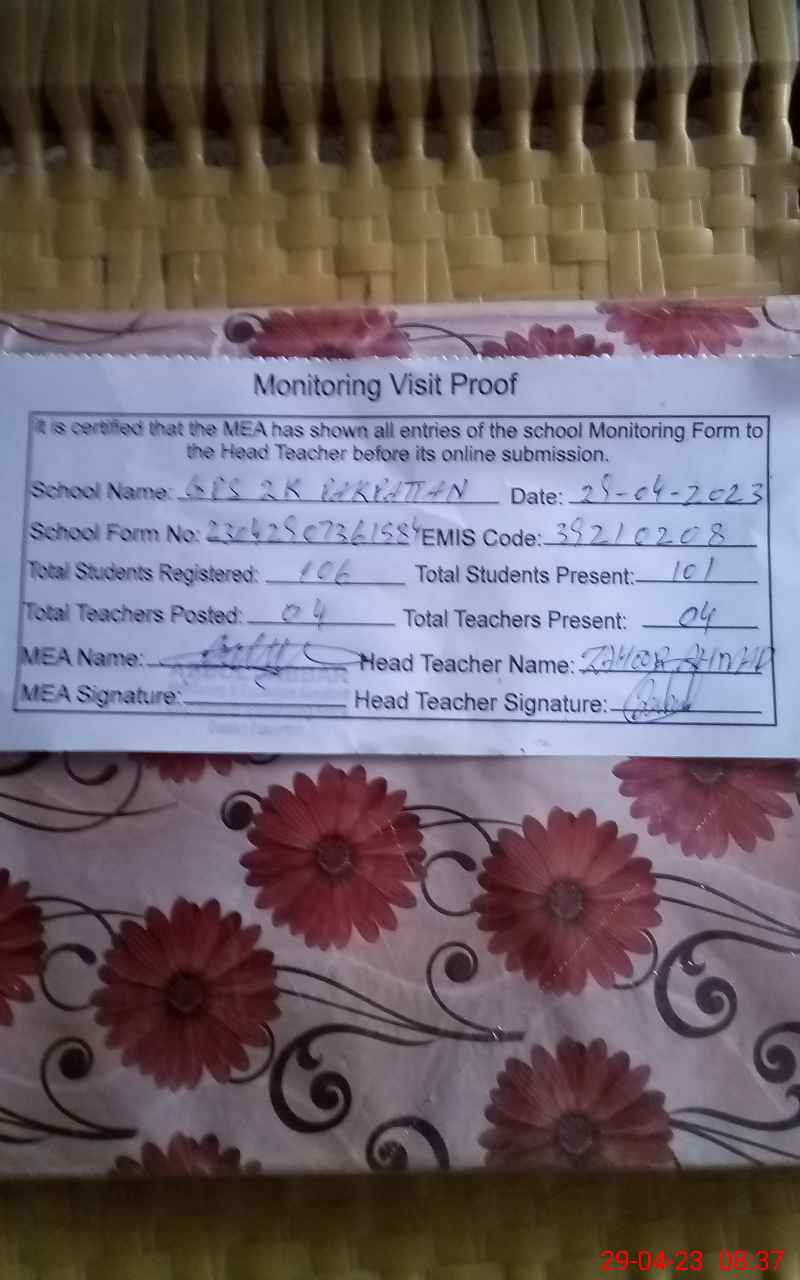 Monitoring Visit Proof
It is certified that the MEA has shown all entries of the school Monitoring Form to
the Head Teacher before its online submission.
School Name: GPS 2K PAKPATTAN Date: 29-04-2023
School Form No: 23042907361584 EMIS Code: 39210208
Total Students Registered: 106 Total Students Present: 101
Total Teachers Posted: 04 Total Teachers Present: 04
MEA Name: Head Teacher Name: ZAHOOR AHMAD
MEA Signature: Head Teacher Signature:
29-04-23 08:37